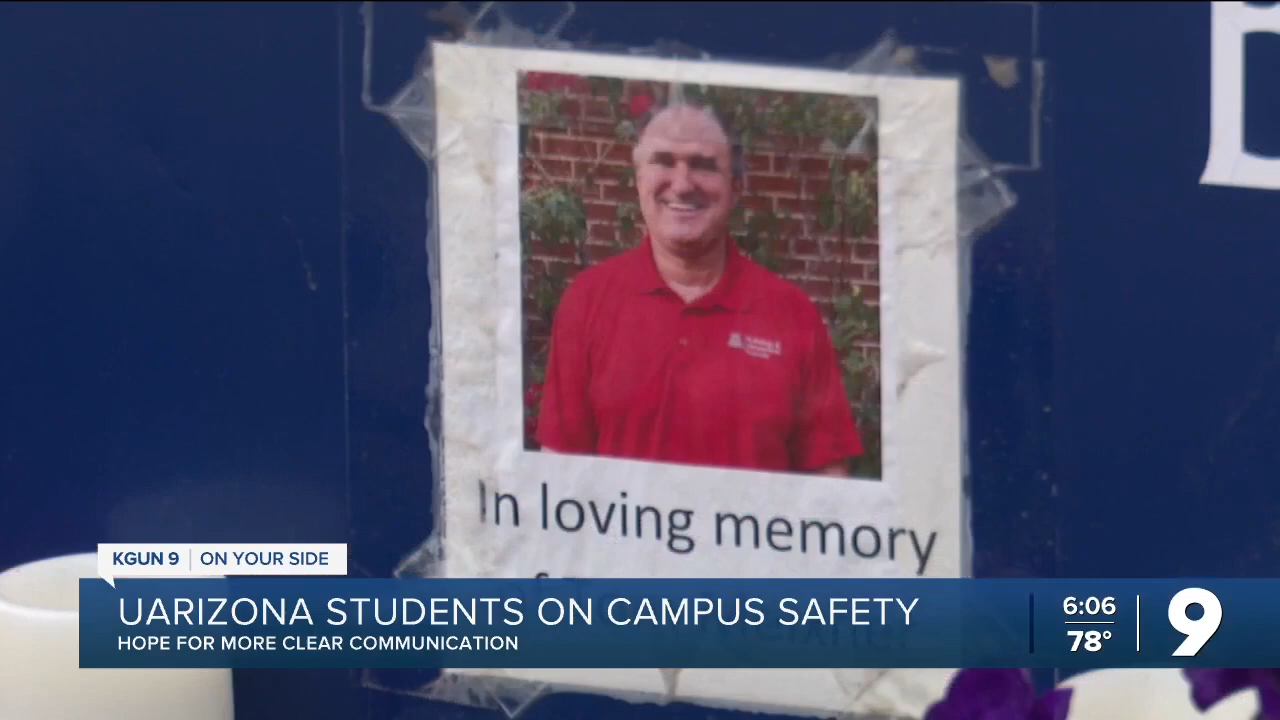 In loving memory
KGUN 9 | ON YOUR SIDE
UARIZONA STUDENTS ON CAMPUS SAFETY
HOPE FOR MORE CLEAR COMMUNICATION
6:06
78°
9